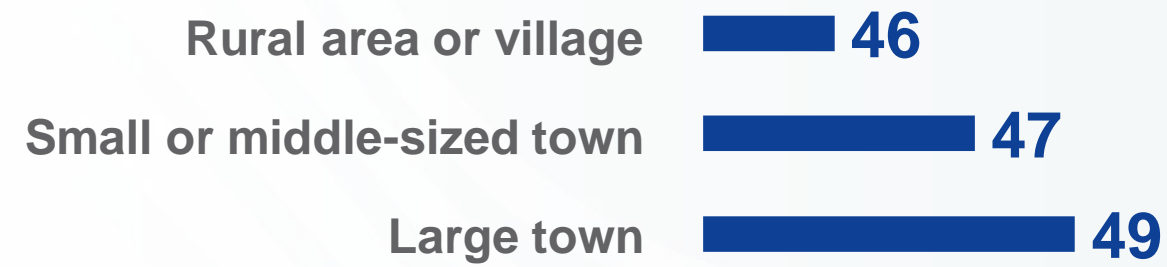 Rural area or village 46
Small or middle-sized town 47
Large town 49